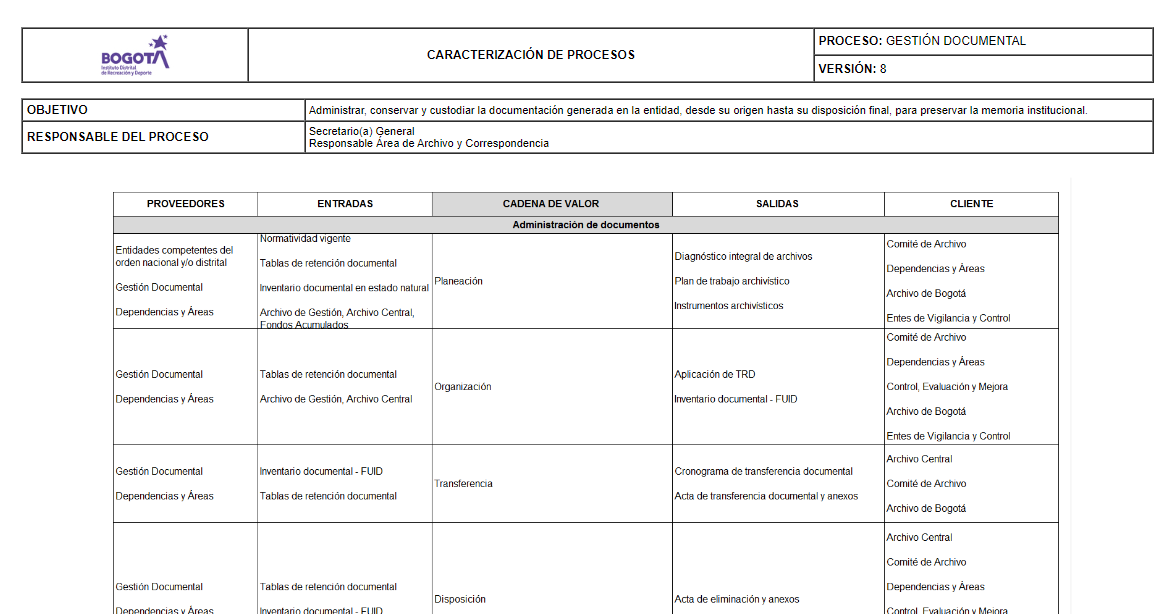 BOGOTÁ
Instituto Distrital
de Recreación y Deporte
CARACTERIZACIÓN DE PROCESOS
PROCESO: GESTIÓN DOCUMENTAL
VERSIÓN: 8
OBJETIVO
Administrar, conservar y custodiar la documentación generada en la entidad, desde su origen hasta su disposición final, para preservar la memoria institucional.
RESPONSABLE DEL PROCESO
Secretario(a) General
Responsable Área de Archivo y Correspondencia
PROVEEDORES
ENTRADAS
CADENA DE VALOR
SALIDAS
CLIENTE
Administración de documentos
Entidades competentes del
orden nacional y/o distrital
Gestión Documental
Dependencias y Áreas
Normatividad vigente
Tablas de retención documental
Inventario documental en estado natural
Archivo de Gestión, Archivo Central,
Fondos Acumulados
Planeación
Diagnóstico integral de archivos
Plan de trabajo archivístico
Instrumentos archivísticos
Comité de Archivo
Dependencias y Áreas
Archivo de Bogotá
Entes de Vigilancia y Control
Gestión Documental
Dependencias y Áreas
Tablas de retención documental
Archivo de Gestión, Archivo Central
Organización
Aplicación de TRD
Inventario documental - FUID
Comité de Archivo
Dependencias y Áreas
Control, Evaluación y Mejora
Archivo de Bogotá
Entes de Vigilancia y Control
Gestión Documental
Dependencias y Áreas
Inventario documental - FUID
Tablas de retención documental
Transferencia
Cronograma de transferencia documental
Acta de transferencia documental y anexos
Archivo Central
Comité de Archivo
Archivo de Bogotá
Gestión Documental
Dependencias y Áreas
Tablas de retención documental
Inventario documental - FUID
Disposición
Acta de eliminación y anexos
Archivo Central
Comité de Archivo
Dependencias y Áreas
Control, Evaluación y Mejora